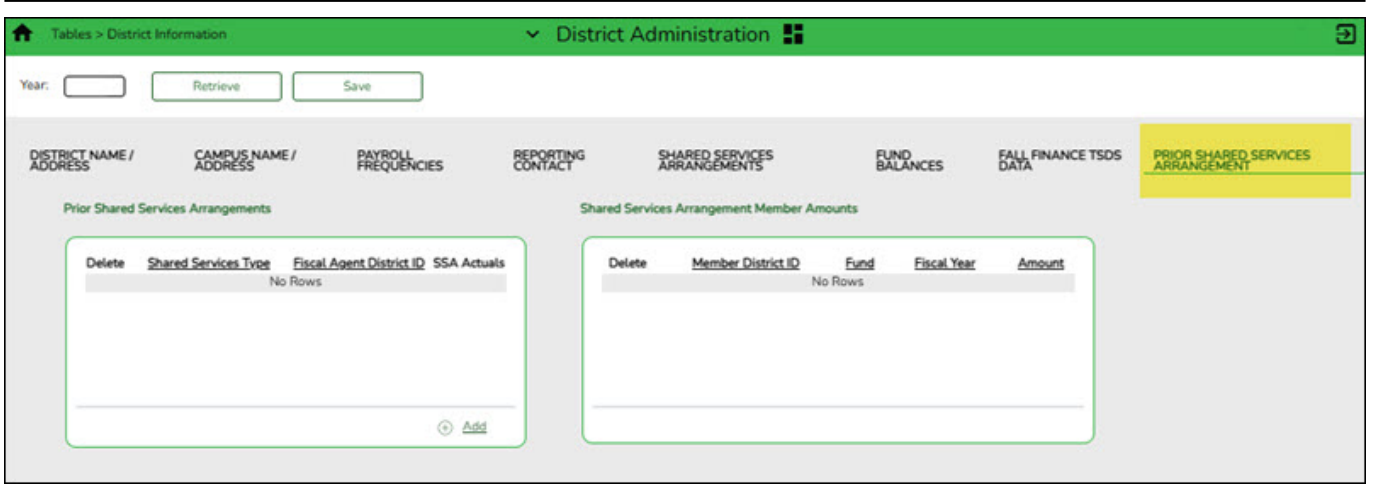 Tables > District Information
District Administration
Year:
Retrieve
Save
DISTRICT NAME /
ADDRESS
CAMPUS NAME /
ADDRESS
PAYROLL
FREQUENCIES
REPORTING
CONTACT
SHARED SERVICES
ARRANGEMENTS
FUND
BALANCES
FALL FINANCE TSDS
DATA
PRIOR SHARED SERVICES
ARRANGEMENT
Prior Shared Services Arrangements
Delete Shared Services Type Fiscal Agent District ID SSA Actuals
No Rows
Add
Shared Services Arrangement Member Amounts
Delete Member District ID Fund Fiscal Year Amount
No Rows